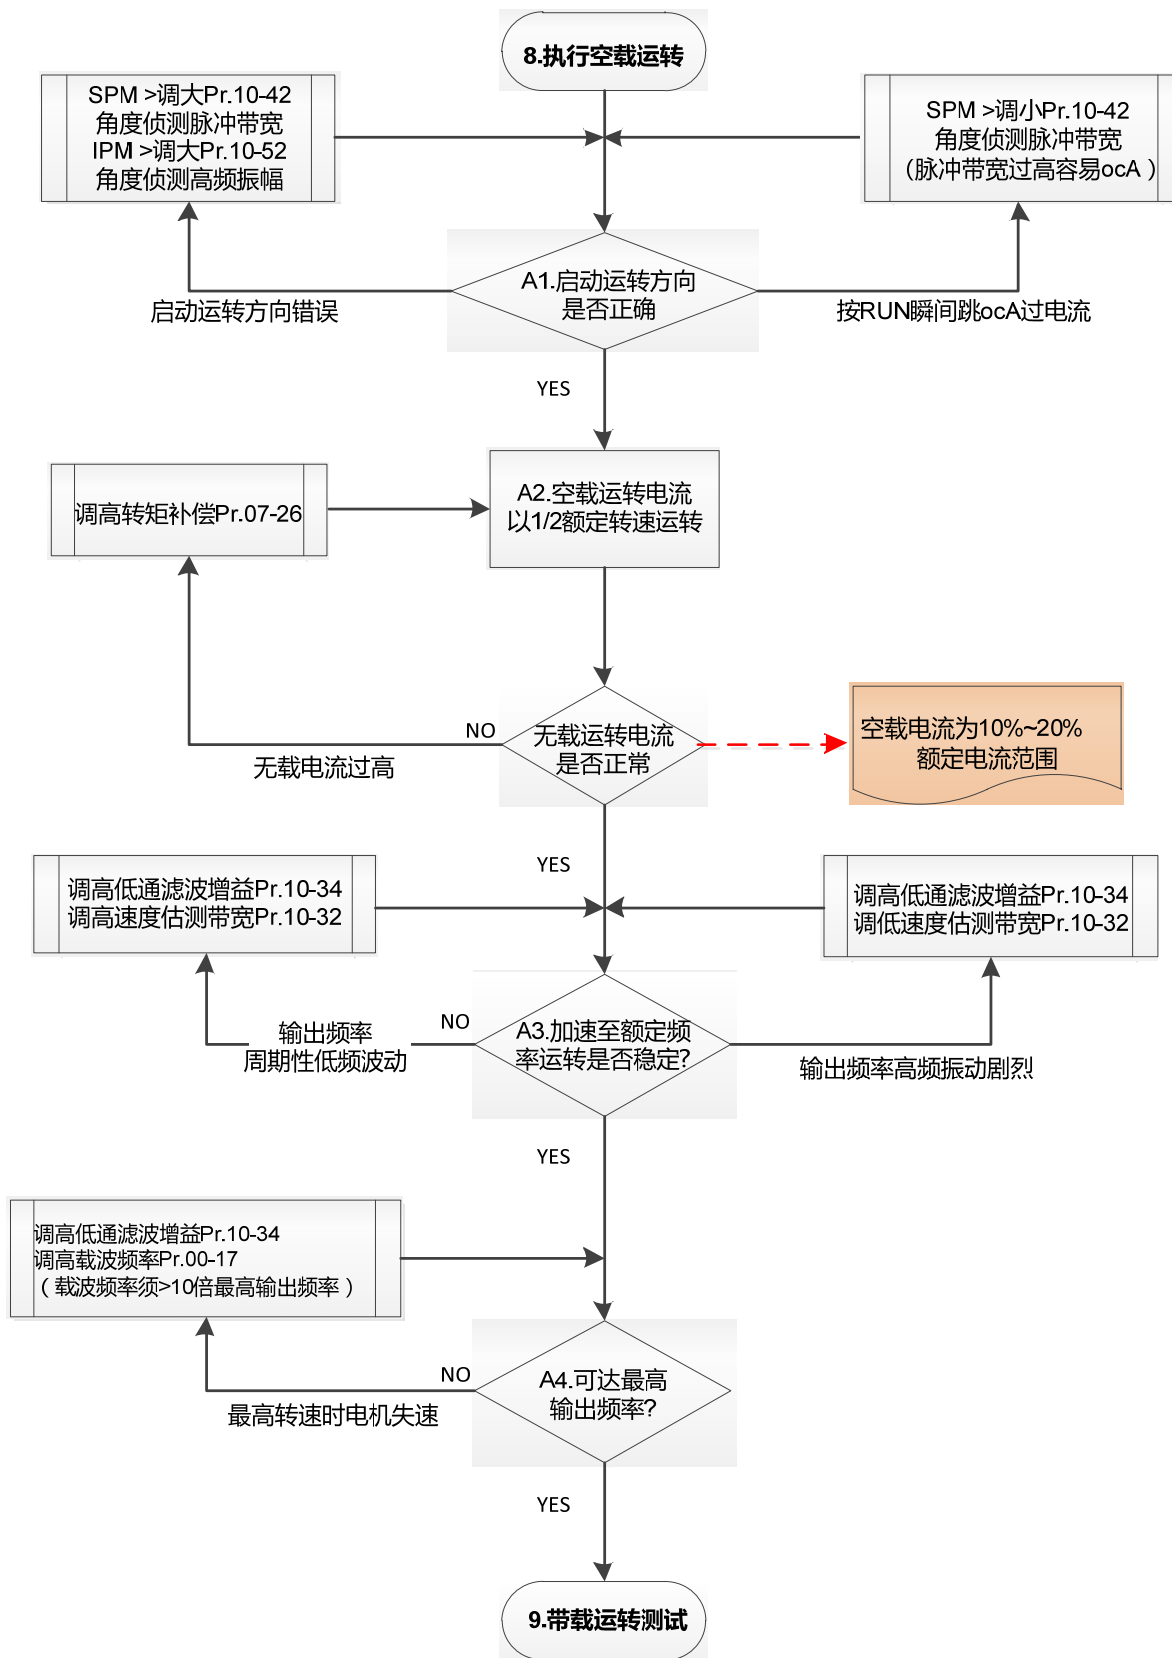 8.执行空载运转
SPM >调大Pr.10-42
角度侦测脉冲带宽
IPM >调大Pr.10-52
角度侦测高频振幅
SPM >调小Pr.10-42
角度侦测脉冲带宽
（脉冲带宽过高容易ocA）
A1.启动运转方向
是否正确
启动运转方向错误
按RUN瞬间跳ocA过电流
YES
调高转矩补偿Pr.07-26
A2.空载运转电流
以1/2额定转速运转
NO
无载运转电流
是否正常
无载电流过高
空载电流为10%~20%
额定电流范围
YES
调高低通滤波增益Pr.10-34
调高速度估测带宽Pr.10-32
调高低通滤波增益Pr.10-34
调低速度估测带宽Pr.10-32
NO
输出频率
周期性低频波动
A3.加速至额定频
率运转是否稳定?
输出频率高频振动剧烈
YES
调高低通滤波增益Pr.10-34
调高载波频率Pr.00-17
（载波频率须>10倍最高输出频率）
NO
A4.可达最高
输出频率?
最高转速时电机失速
YES
9.带载运转测试